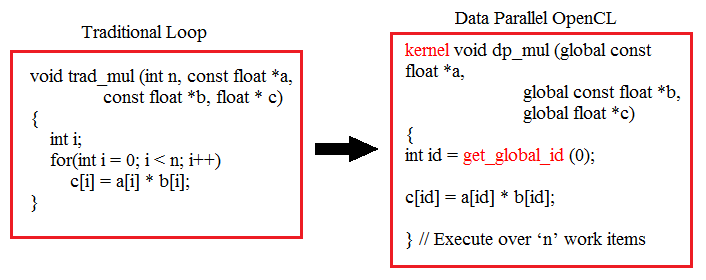 Traditional Loop
void trad_mul (int n, const float *a,
const float *b, float * c)
{
int i;
for(int i = 0; i < n; i++)
c[i] = a[i] * b[i];
}
Data Parallel OpenCL
kernel void dp_mul (global const
float *a,
global const float *b,
global float *c)
{
int id = get_global_id (0);
c[id] = a[id] * b[id];
} // Execute over ‘n’ work items